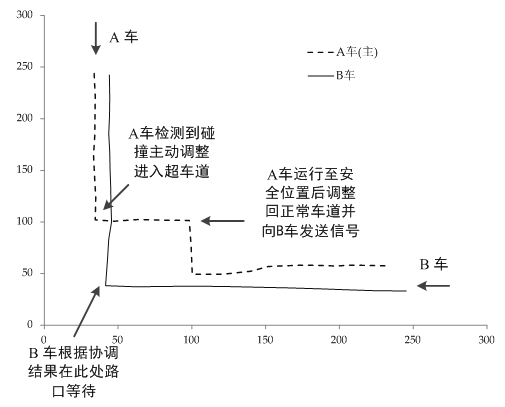 300
250
200
150
100
50
0
A 车
A车(主)
B车
A车检测到碰
撞主动调整
进入超车道
A车运行至安
全位置后调整
回正常车道并
向B车发送信号
B 车
0
50
100
150
200
250
300
B 车根据协调
结果在此处路
口等待